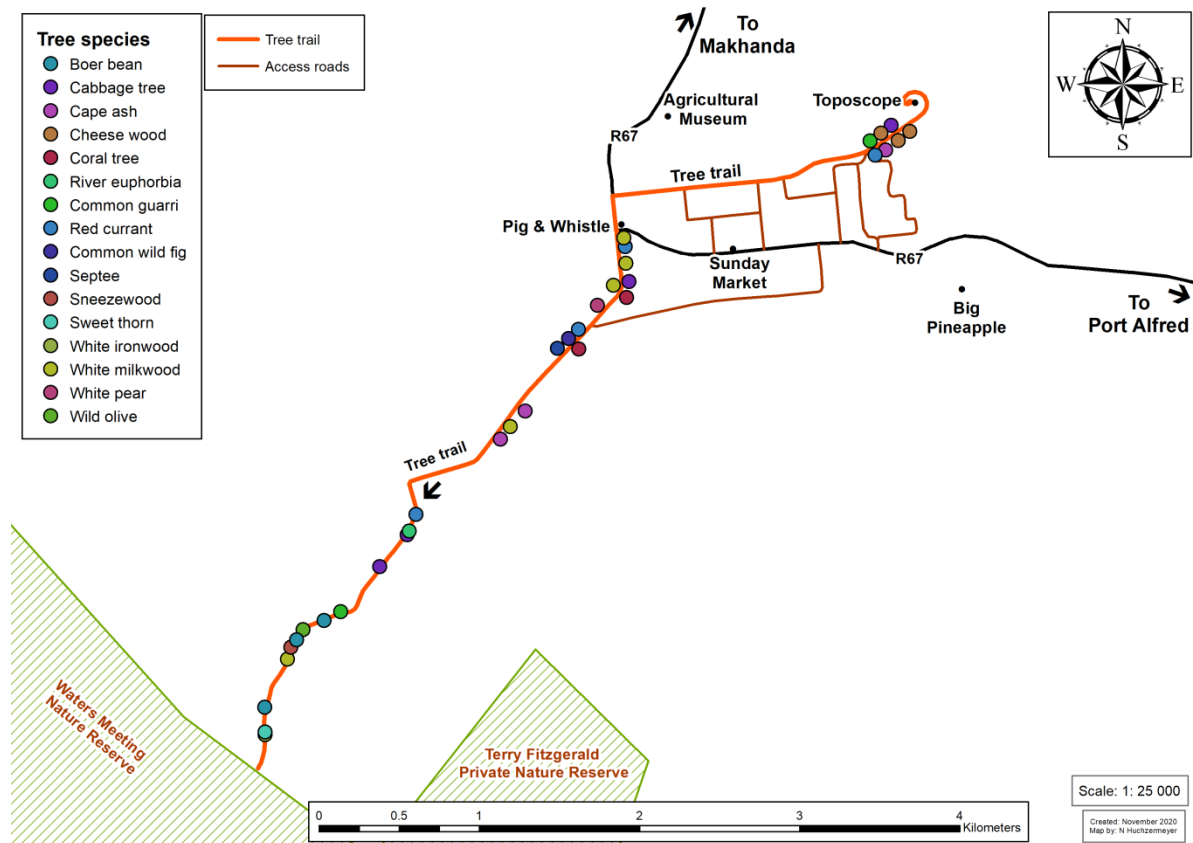 Tree species
Boer bean
Cabbage tree
Cape ash
Cheese wood
Coral tree
River euphorbia
Common guarri
Red currant
Common wild fig
Septee
Sneezewood
Sweet thorn
White ironwood
White milkwood
White pear
Wild olive
Tree trail
Access roads
To
Makhanda
N
W
E
S
Agricultural
Museum
Toposcope
R67
Tree trail
Pig & Whistle
Sunday
Market
R67
Big
Pineapple
To
Port Alfred
Tree trail
Waters Meeting
Nature Reserve
Terry Fitzgerald
Private Nature Reserve
Scale: 1: 25 000
0 0.5 1 2 3 4
Kilometers
Created: November 2020
Map by: N Huchzermeyer